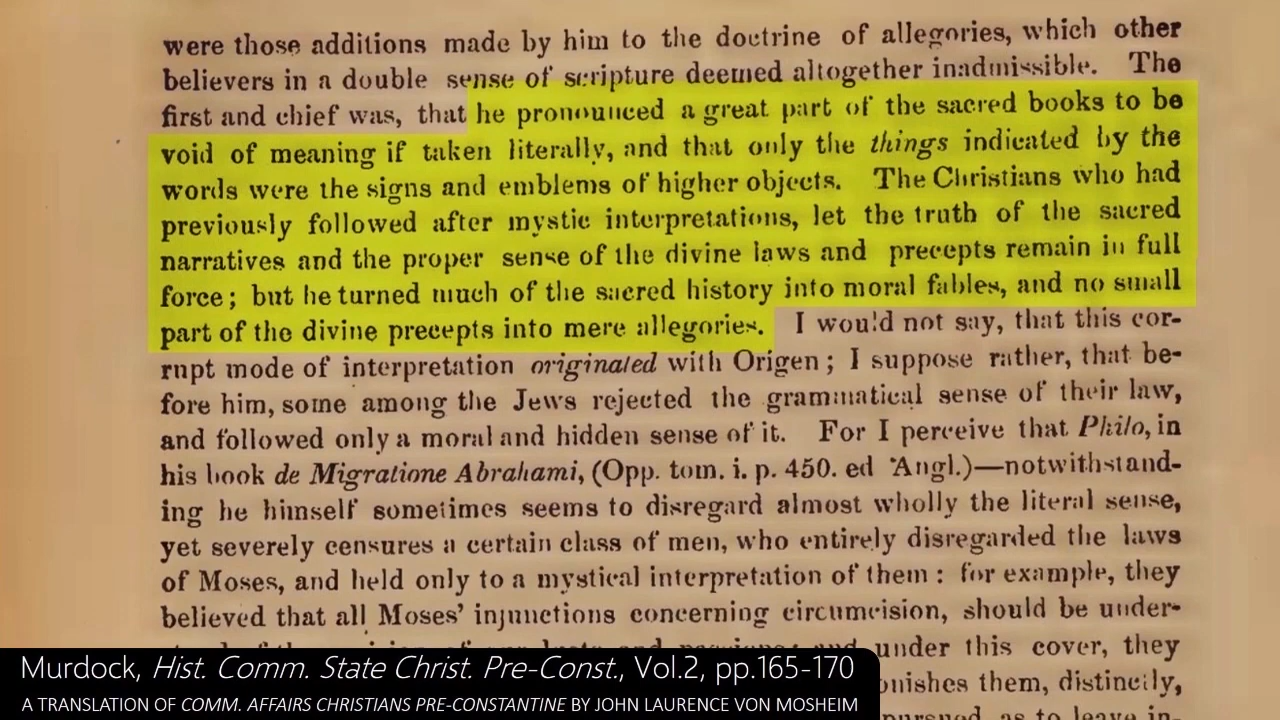 were those additions made by him to the doctrine of allegories, which other
believers in a double sense of scripture deemed altogether inadmissible. The
first and chief was, that he pronounced a great part of the sacred books to be
void of meaning if taken literally, and that only the things indicated by the
words were the signs and emblems of higher objects. The Christians who had
previously followed after mystic interpretations, let the truth of the sacred
narratives and the proper sense of the divine laws and precepts remain in full
force; but he turned much of the sacred history into moral fables, and no small
part of the divine precepts into mere allegories. I would not say, that this cor-
rupt mode of interpretation originated with Origen; I suppose rather, that be-
fore him, some among the Jews rejected the grammatical sense of their law,
and followed only a moral and hidden sense of it. For I perceive that Philo, in
his book de Migratione Abrahami, (Opp. tom. i. p. 450. ed Angl.)—notwithstand-
ing he himself sometimes seems to disregard almost wholly the literal sense,
yet severely censures a certain class of men, who entirely disregarded the laws
of Moses, and held only to a mystical interpretation of them: for example, they
believed that all Moses' injunctions concerning circumcision, should be under-
under this cover, they
them, distinctly,
as to leave in-
Murdock, Hist. Comm. State Christ. Pre-Const., Vol.2, pp.165-170
A TRANSLATION OF COMM. AFFAIRS CHRISTIANS PRE-CONSTANTINE BY JOHN LAURENCE VON MOSHEIM